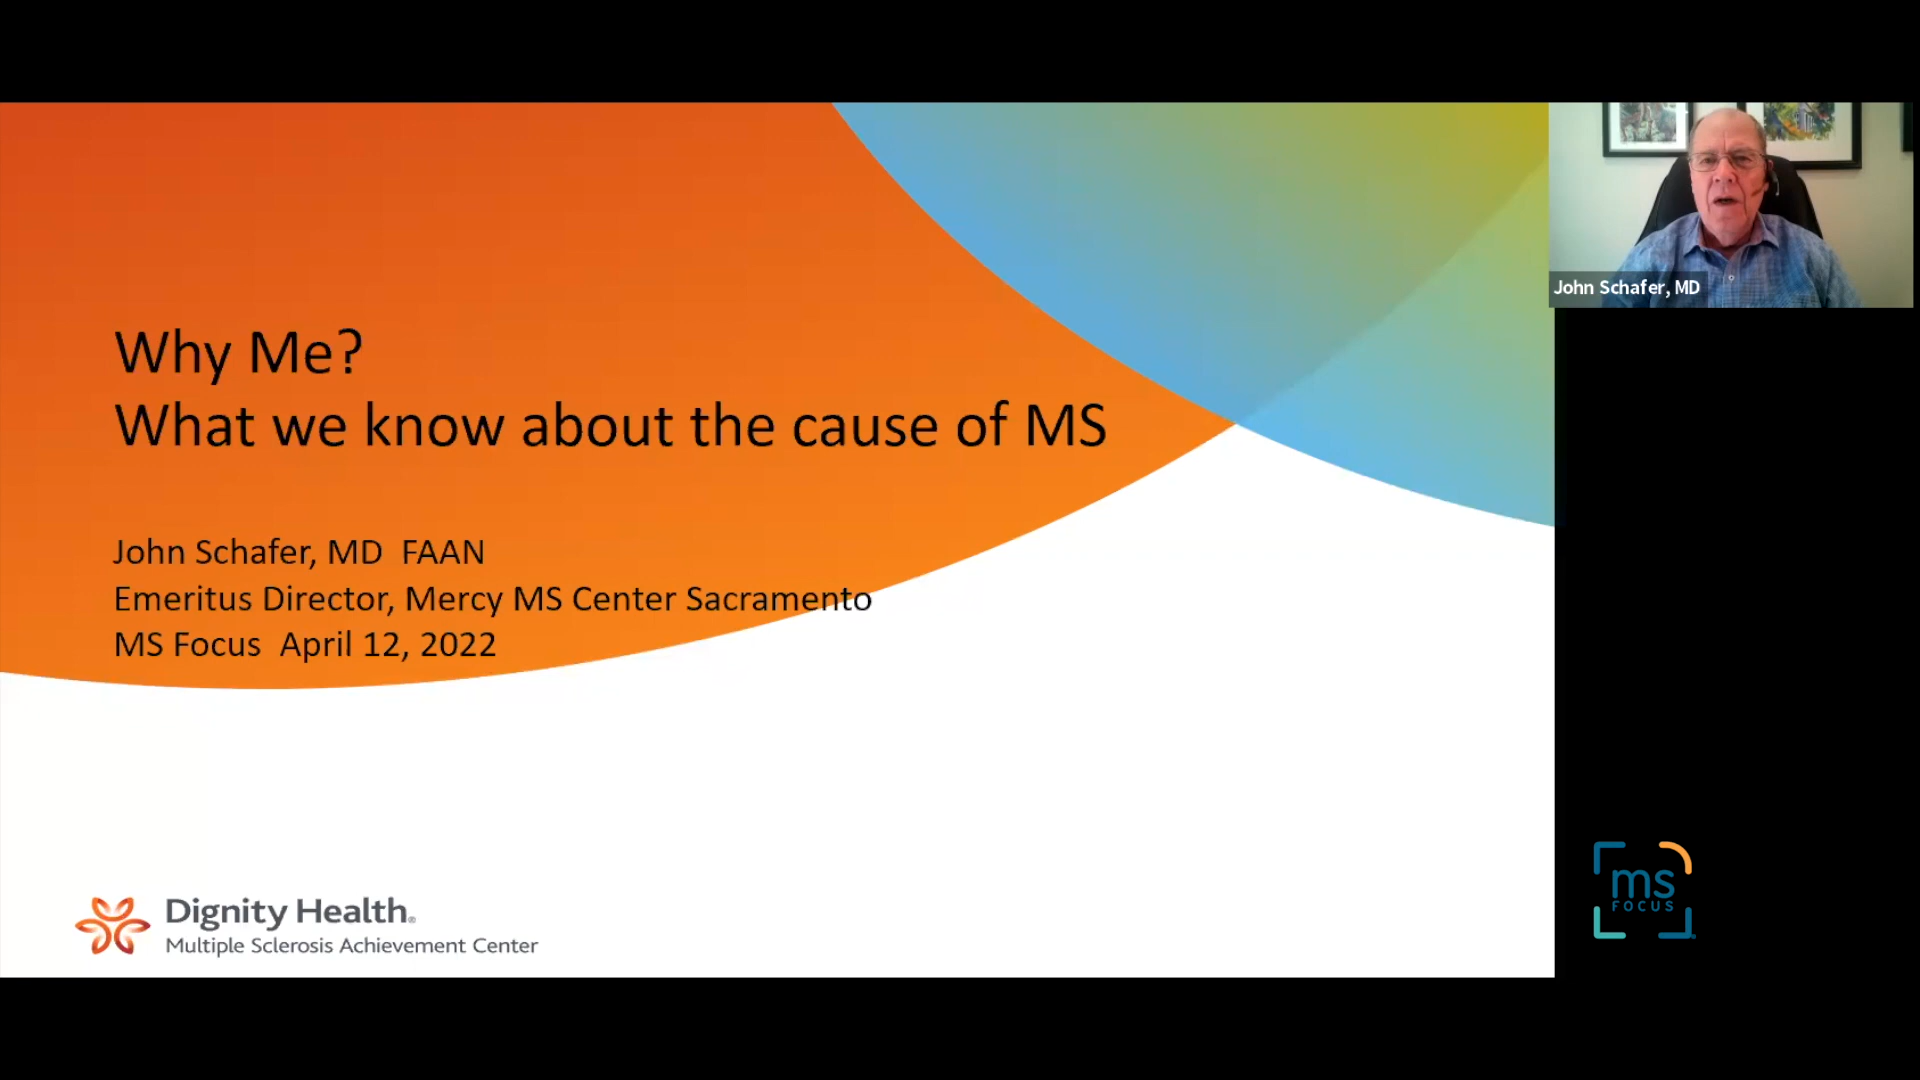 Why Me?
What we know about the cause of MS
John Schafer, MD FAAN
Emeritus Director, Mercy MS Center Sacramento
MS Focus April 12, 2022
Dignity Health®
Multiple Sclerosis Achievement Center
John Schafer, MD
ms
FOCUS